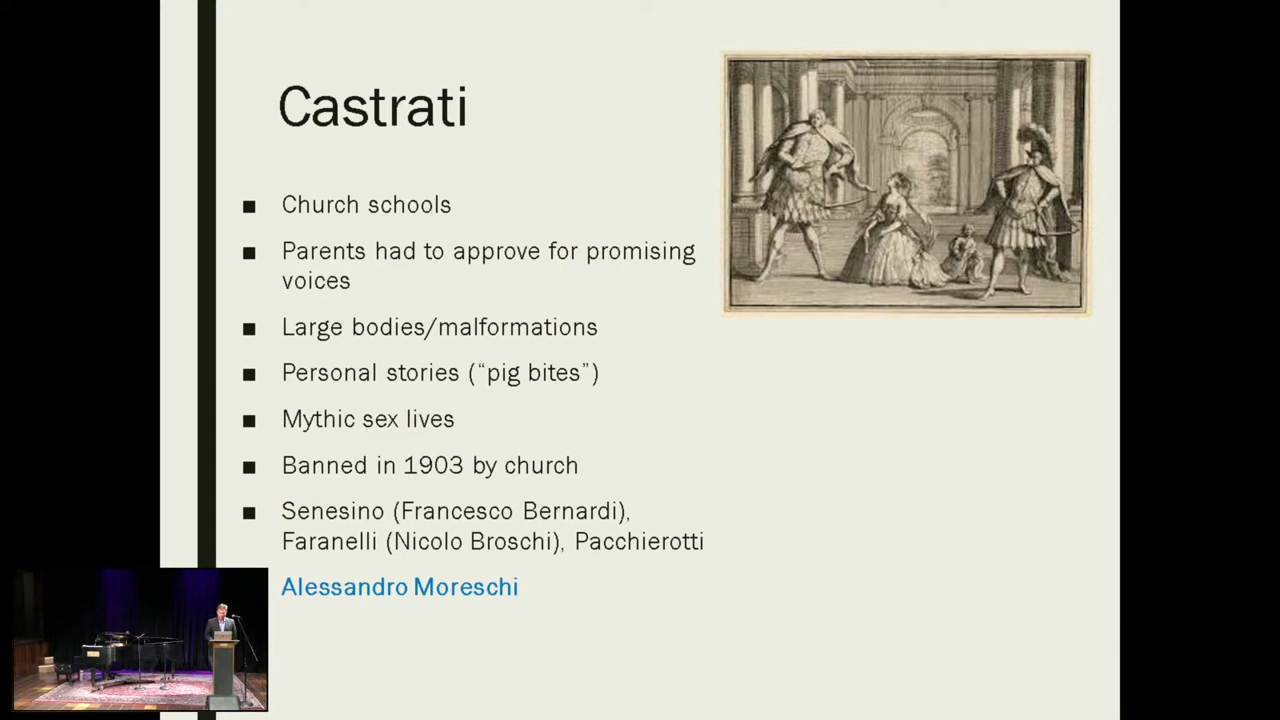 Castrati
■ Church schools
■ Parents had to approve for promising
voices
■ Large bodies/malformations
■ Personal stories (“pig bites”)
■ Mythic sex lives
■ Banned in 1903 by church
■ Senesino (Francesco Bernardi),
Faranelli (Nicolo Broschi), Pacchierotti
Alessandro Moreschi